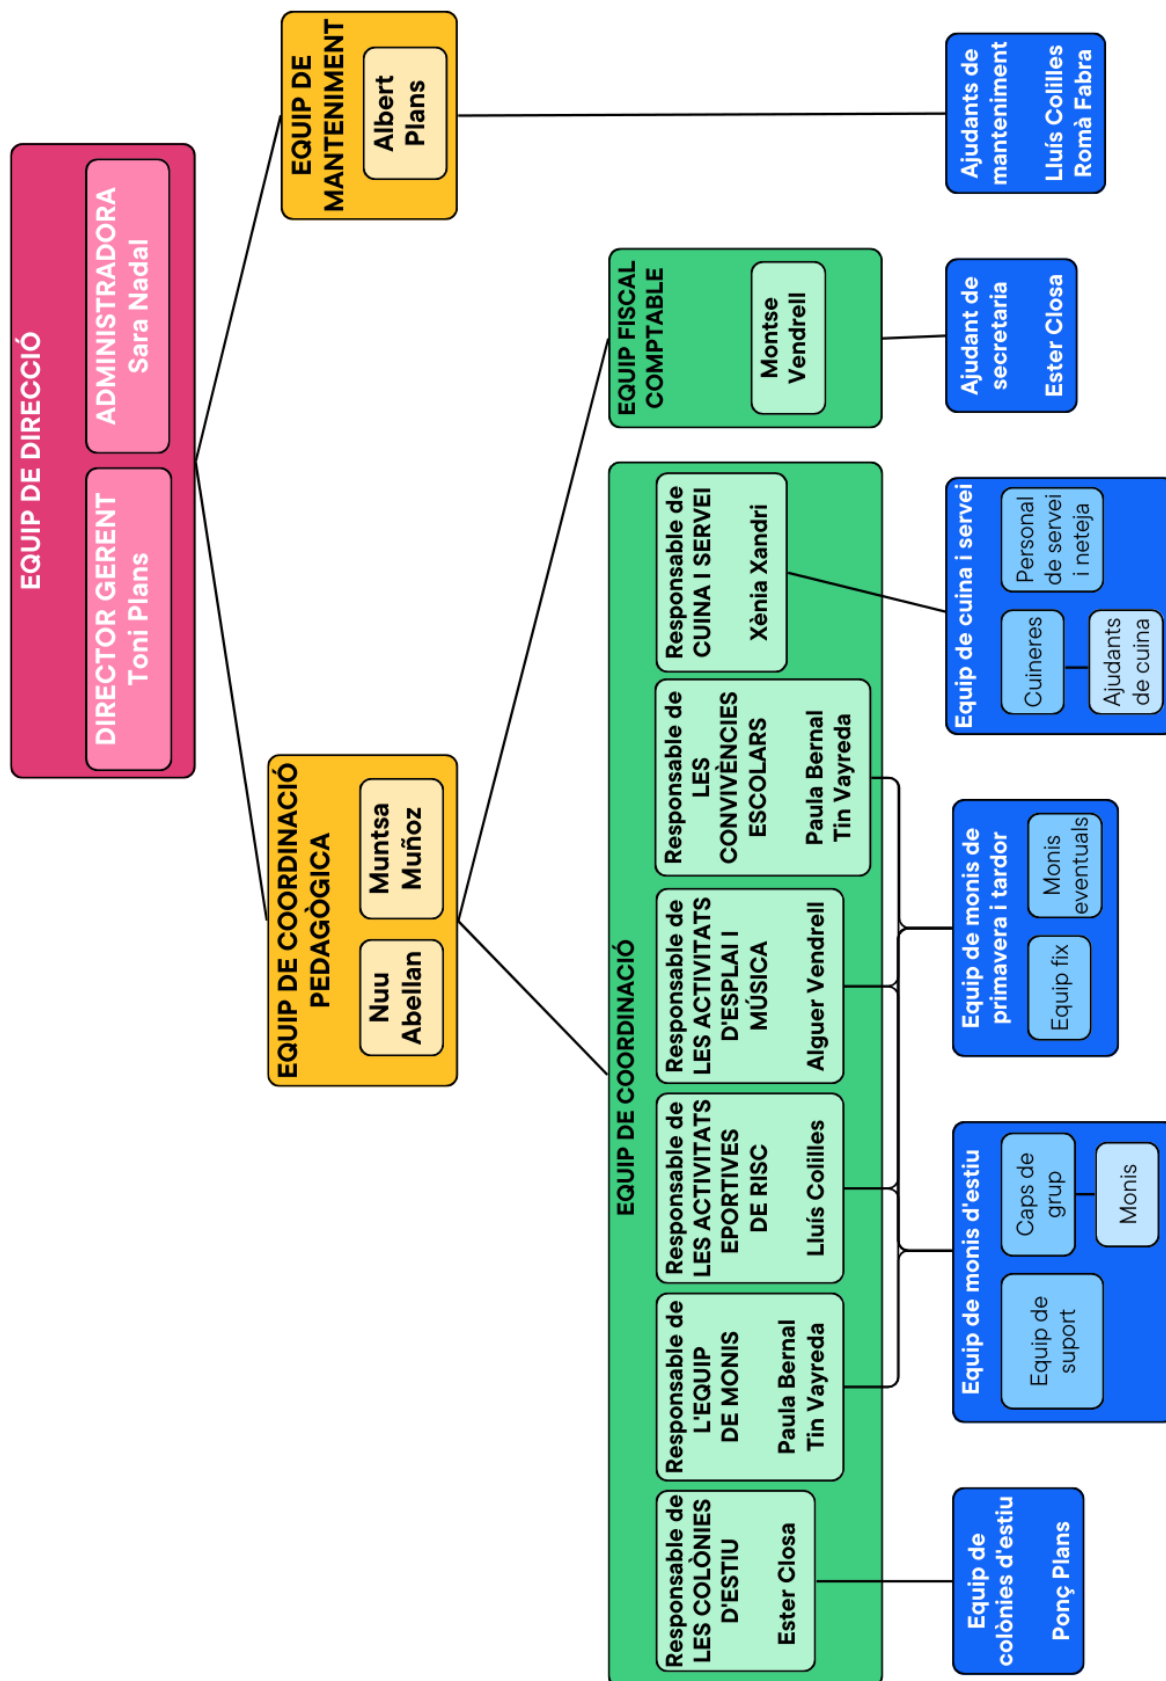 EQUIP DE DIRECCIÓ
DIRECTOR GERENT
Toni Plans
ADMINISTRADORA
Sara Nadal
EQUIP DE COORDINACIÓ
PEDAGÒGICA
Nuu
Abellan
Muntsa
Muñoz
EQUIP DE
MANTENIMENT
Albert
Plans
EQUIP DE COORDINACIÓ
Responsable de
LES COLÒNIES
D'ESTIU
Ester Closa
Responsable de
L'EQUIP
DE MONIS
Paula Bernal
Tin Vayreda
Responsable de
LES ACTIVITATS
EPORTIVES
DE RISC
Lluís Colilles
Responsable de
LES ACTIVITATS
D'ESPLAI I
MÚSICA
Alguer Vendrell
Responsable de
LES
CONVIVÈNCIES
ESCOLARS
Paula Bernal
Tin Vayreda
Responsable de
CUINA I SERVEI
Xènia Xandri
EQUIP FISCAL
COMPTABLE
Montse
Vendrell
Equip de
colònies d'estiu
Ponç Plans
Equip de monis d'estiu
Equip de
suport
Caps de
grup
Monis
Equip de monis de
primavera i tardor
Equip fix
Monis
eventuals
Equip de cuina i servei
Cuineres
Ajudants
de cuina
Personal
de servei
i neteja
Ajudant de
secretaria
Ester Closa
Ajudants de
manteniment
Lluís Colilles
Romà Fabra